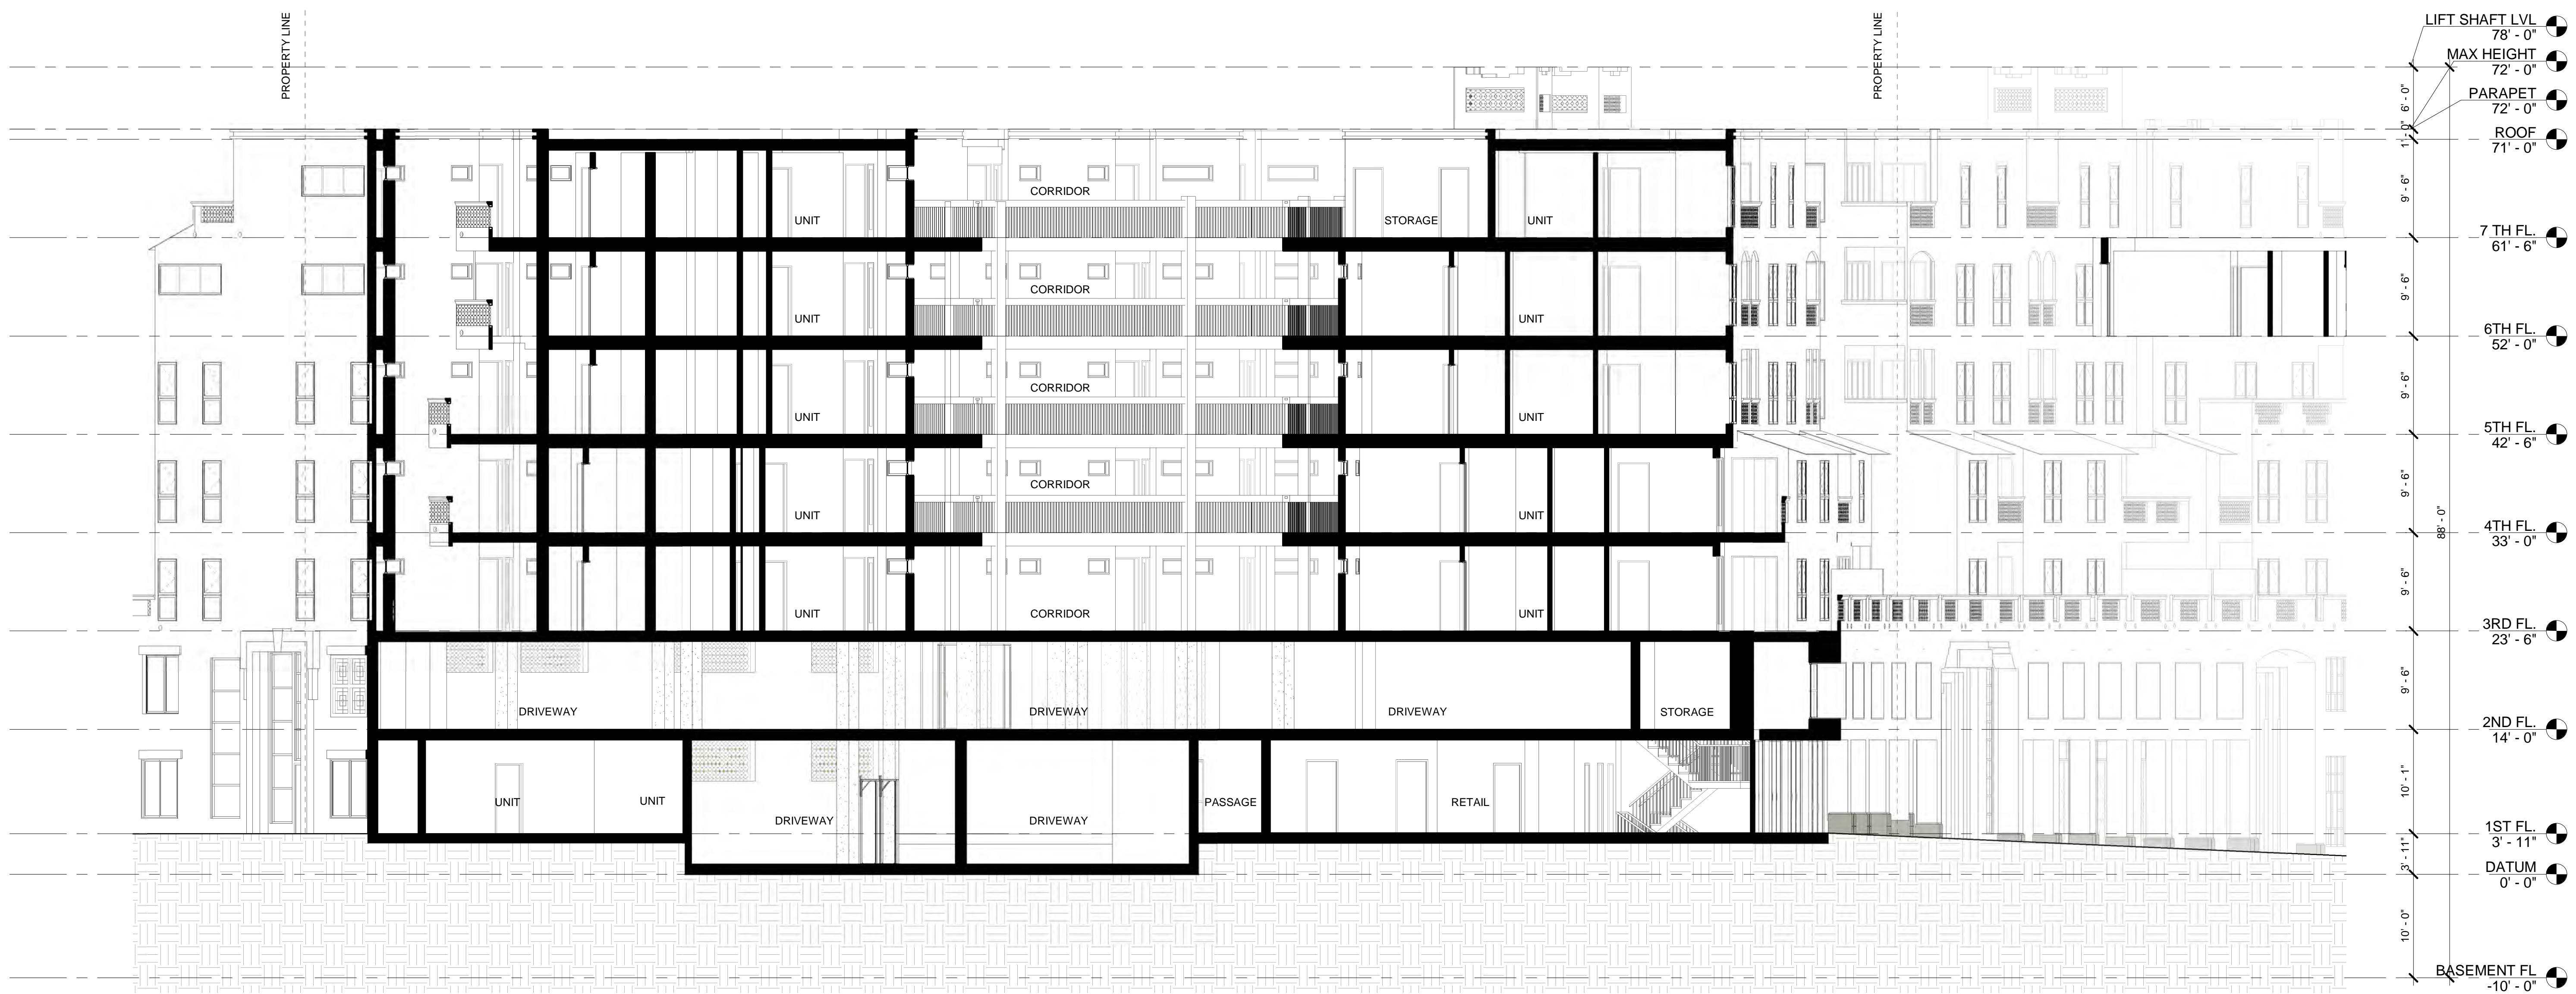 PROPERTY LINE
PROPERTY LINE
LIFT SHAFT LVL
78' - 0"
MAX HEIGHT
72' - 0"
PARAPET
72' - 0"
ROOF
71' - 0"
7 TH FL.
61' - 6"
6TH FL.
52' - 0"
5TH FL.
42' - 6"
4TH FL.
33' - 0"
3RD FL.
23' - 6"
2ND FL.
14' - 0"
1ST FL.
3' - 11"
DATUM
0' - 0"
BASEMENT FL
-10' - 0"
6' - 0"
1' - 0"
9' - 6"
9' - 6"
9' - 6"
9' - 6"
9' - 6"
9' - 6"
10' - 1"
3' - 11"
10' - 0"
88' - 0"
UNIT
CORRIDOR
STORAGE
UNIT
UNIT
CORRIDOR
UNIT
UNIT
CORRIDOR
UNIT
UNIT
CORRIDOR
UNIT
UNIT
CORRIDOR
UNIT
DRIVEWAY
DRIVEWAY
DRIVEWAY
STORAGE
UNIT
UNIT
DRIVEWAY
DRIVEWAY
PASSAGE
RETAIL